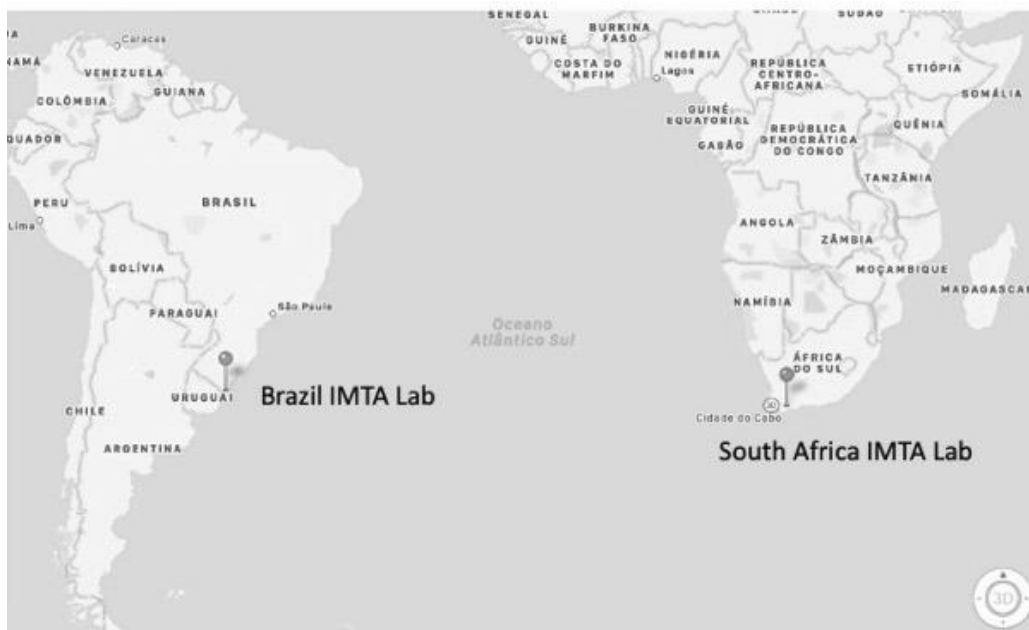 SENEGAL
BURKINA
FASO
SUDÃO
GUINÉ
NIGÉRIA
COSTA DO
MARFIM
Lagos
REPÚBLICA
CENTRO-
AFRICANA
ETIÓPIA
SOMÁLIA
Caracas
VENEZUELA
GUIANA
COLÔMBIA
GUINÉ
EQUATORIAL
GABÃO
REPÚBLICA
DEMOCRÁTICA
DO CONGO
QUÊNIA
QUADOR
TANZÂNIA
PERU
Lima
BRASIL
ANGOLA
ZÂMBIA
MOÇAMBIQUE
MADAGASCAR
BOLÍVIA
NAMÍBIA
PARAGUAI
São Paulo
Oceano
Atlântico Sul
ÁFRICA
DO SUL
URUGUAI
Brazil IMTA Lab
CHILE
Cidade do Cabo
ARGENTINA
South Africa IMTA Lab
3D